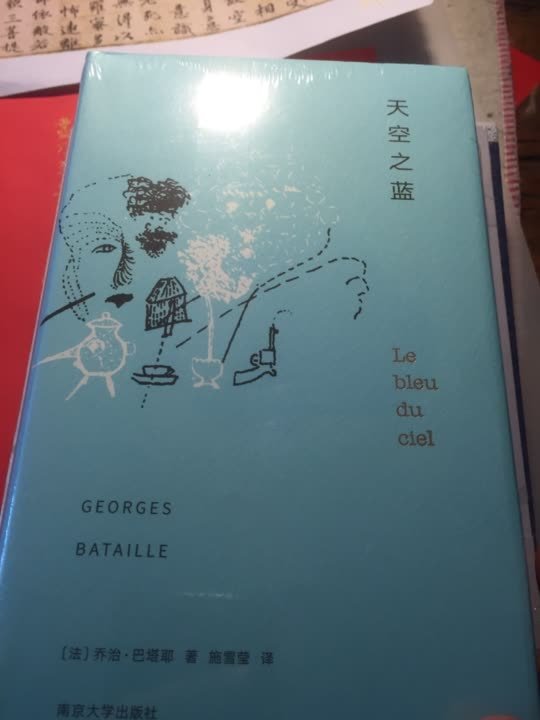 天空之蓝
Le
bleu
du
ciel
GEORGES
BATAILLE
〔法〕乔治·巴塔耶 著 施雪莹 译
南京大学出版社